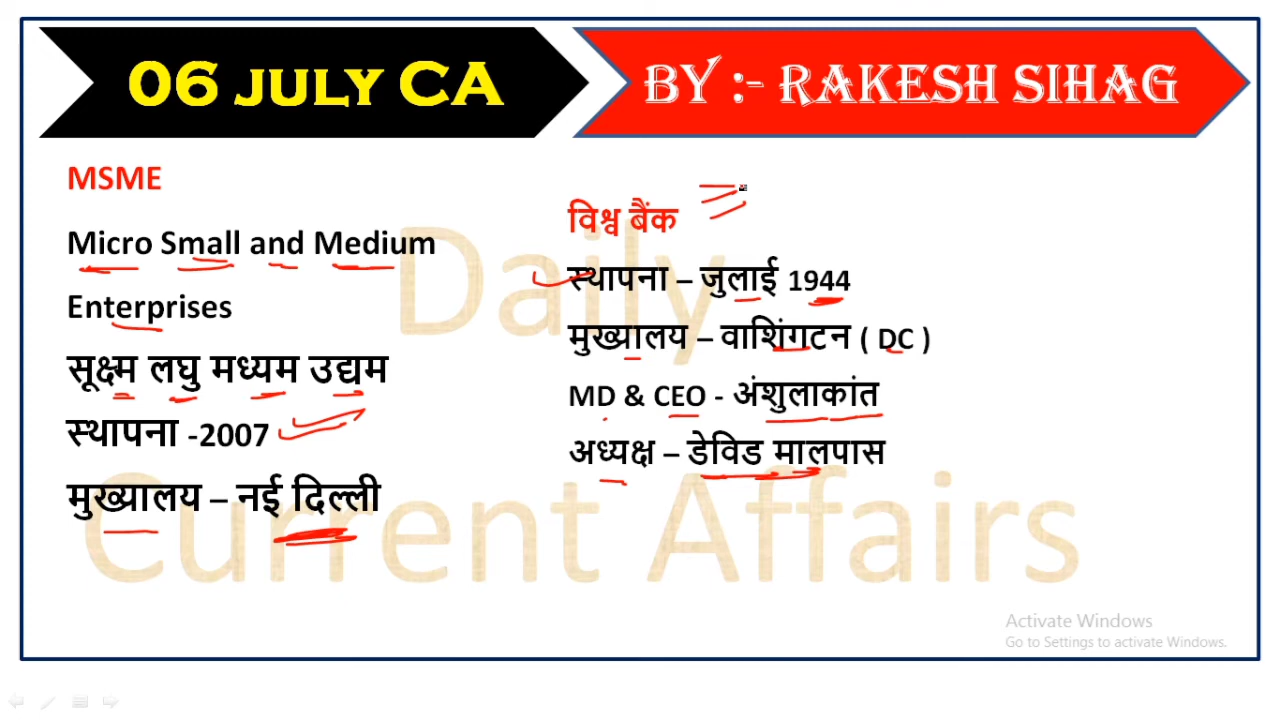 06 JULY CA
BY :- RAKESH SIHAG
MSME
Micro Small and Medium
Enterprises
सूक्ष्म लघु मध्यम उद्यम
स्थापना -2007
मुख्यालय – नई दिल्ली
विश्व बैंक
स्थापना – जुलाई 1944
मुख्यालय – वाशिंगटन ( DC )
MD & CEO - अंशुलाकांत
अध्यक्ष – डेविड मालपास
Daily
Current Affairs
Activate Windows
Go to Settings to activate Windows.